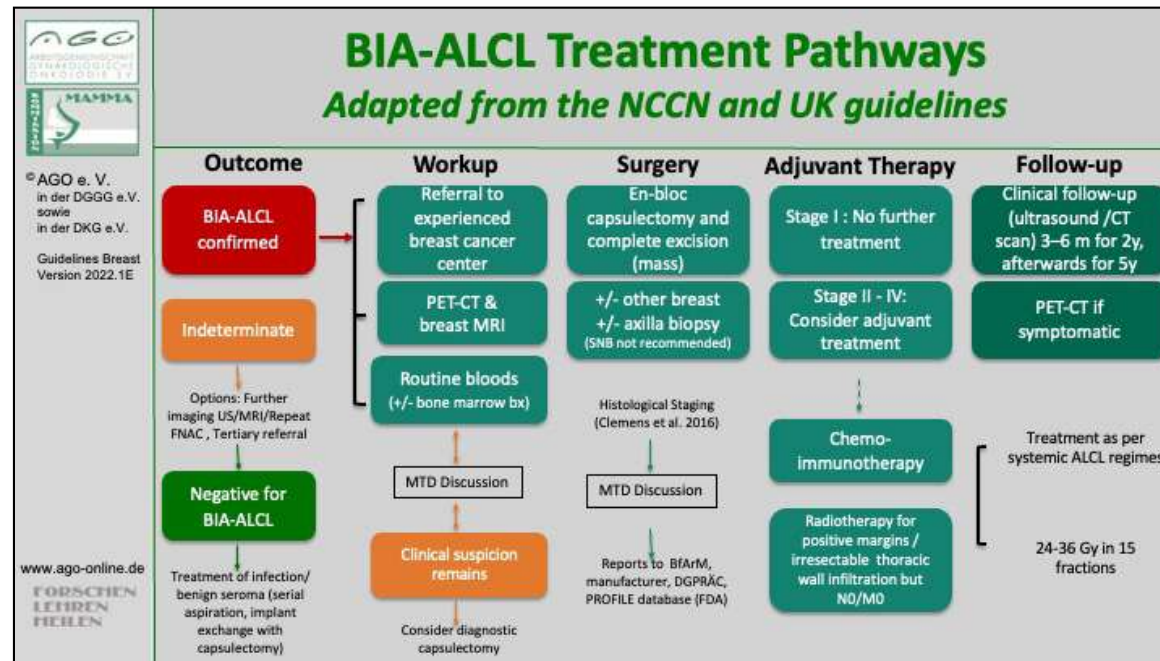 AGO
ARBEITSGEMEINSCHAFT
GYNÄKOLOGISCHE
ONKOLOGIE E.V.
MAMMA
© AGO e. V.
in der DGGG e.V.
sowie
in der DKG e.V.
Guidelines Breast
Version 2022.1E
www.ago-online.de
FORSCHEN
LEHREN
HEILEN
BIA-ALCL Treatment Pathways
Adapted from the NCCN and UK guidelines
Outcome
BIA-ALCL
confirmed
Indeterminate
Options: Further
imaging US/MRI/Repeat
FNAC , Tertiary referral
Negative for
BIA-ALCL
Treatment of infection/
benign seroma (serial
aspiration, implant
exchange with
capsulectomy)
Workup
Referral to
experienced
breast cancer
center
PET-CT &
breast MRI
Routine bloods
(+/- bone marrow bx)
MTD Discussion
Clinical suspicion
remains
Consider diagnostic
capsulectomy
Surgery
En-bloc
capsulectomy and
complete excision
(mass)
+/- other breast
+/- axilla biopsy
(SNB not recommended)
Histological Staging
(Clemens et al. 2016)
MTD Discussion
Reports to BfArM,
manufacturer, DGPRÄC,
PROFILE database (FDA)
Adjuvant Therapy
Stage I : No further
treatment
Stage II - IV:
Consider adjuvant
treatment
Chemo-
immunotherapy
Radiotherapy for
positive margins /
irresectable thoracic
wall infiltration but
N0/M0
Follow-up
Clinical follow-up
(ultrasound /CT
scan) 3–6 m for 2y,
afterwards for 5y
PET-CT if
symptomatic
Treatment as per
systemic ALCL regimes
24-36 Gy in 15
fractions